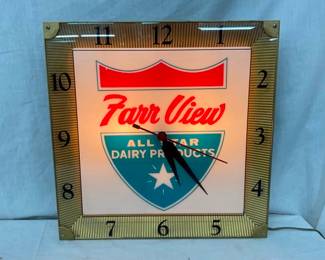 11 12 1
10 2
Farr View
9 3
ALL STAR
DAIRY PRODUCTS
8 4
7 6 5